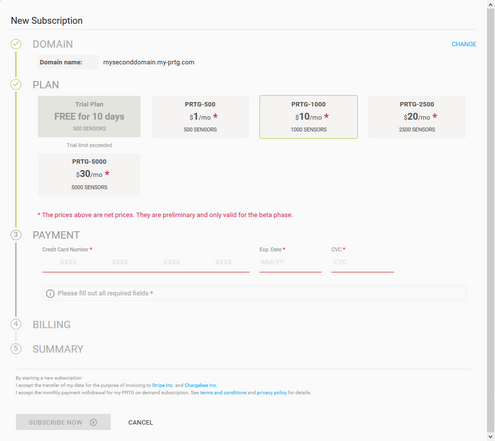 New Subscription
DOMAIN
CHANGE
Domain name: myseconddomain.my-prtg.com
PLAN
Trial Plan
FREE for 10 days
500 SENSORS
Trial limit exceeded
PRTG-500
$1/mo *
500 SENSORS
PRTG-1000
$10/mo *
1000 SENSORS
PRTG-2500
$20/mo *
2500 SENSORS
PRTG-5000
$30/mo *
5000 SENSORS
* The prices above are net prices. They are preliminary and only valid for the beta phase.
3 PAYMENT
Credit Card Number * Exp. Date * CVC *
XXXX XXXX XXXX XXXX MM/YY CVC
Please fill out all required fields *
4 BILLING
5 SUMMARY
By starting a new subscription
I accept the transfer of my data for the purpose of invoicing to Stripe Inc. and Chargebee Inc.
I accept the monthly payment withdrawal for my PRTG on demand subscription. See terms and conditions and privacy policy for details.
SUBSCRIBE NOW CANCEL